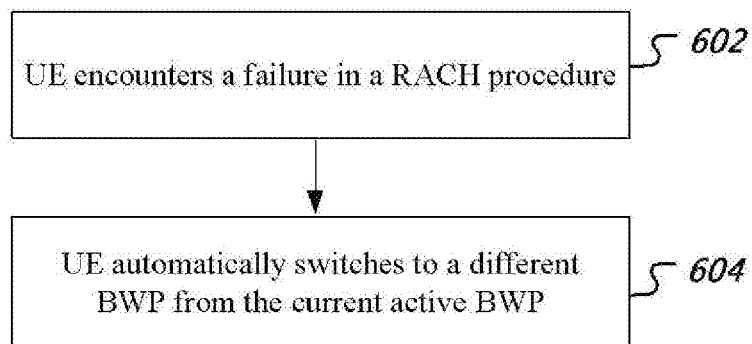 UE encounters a failure in a RACH procedure
602
UE automatically switches to a different
BWP from the current active BWP
604